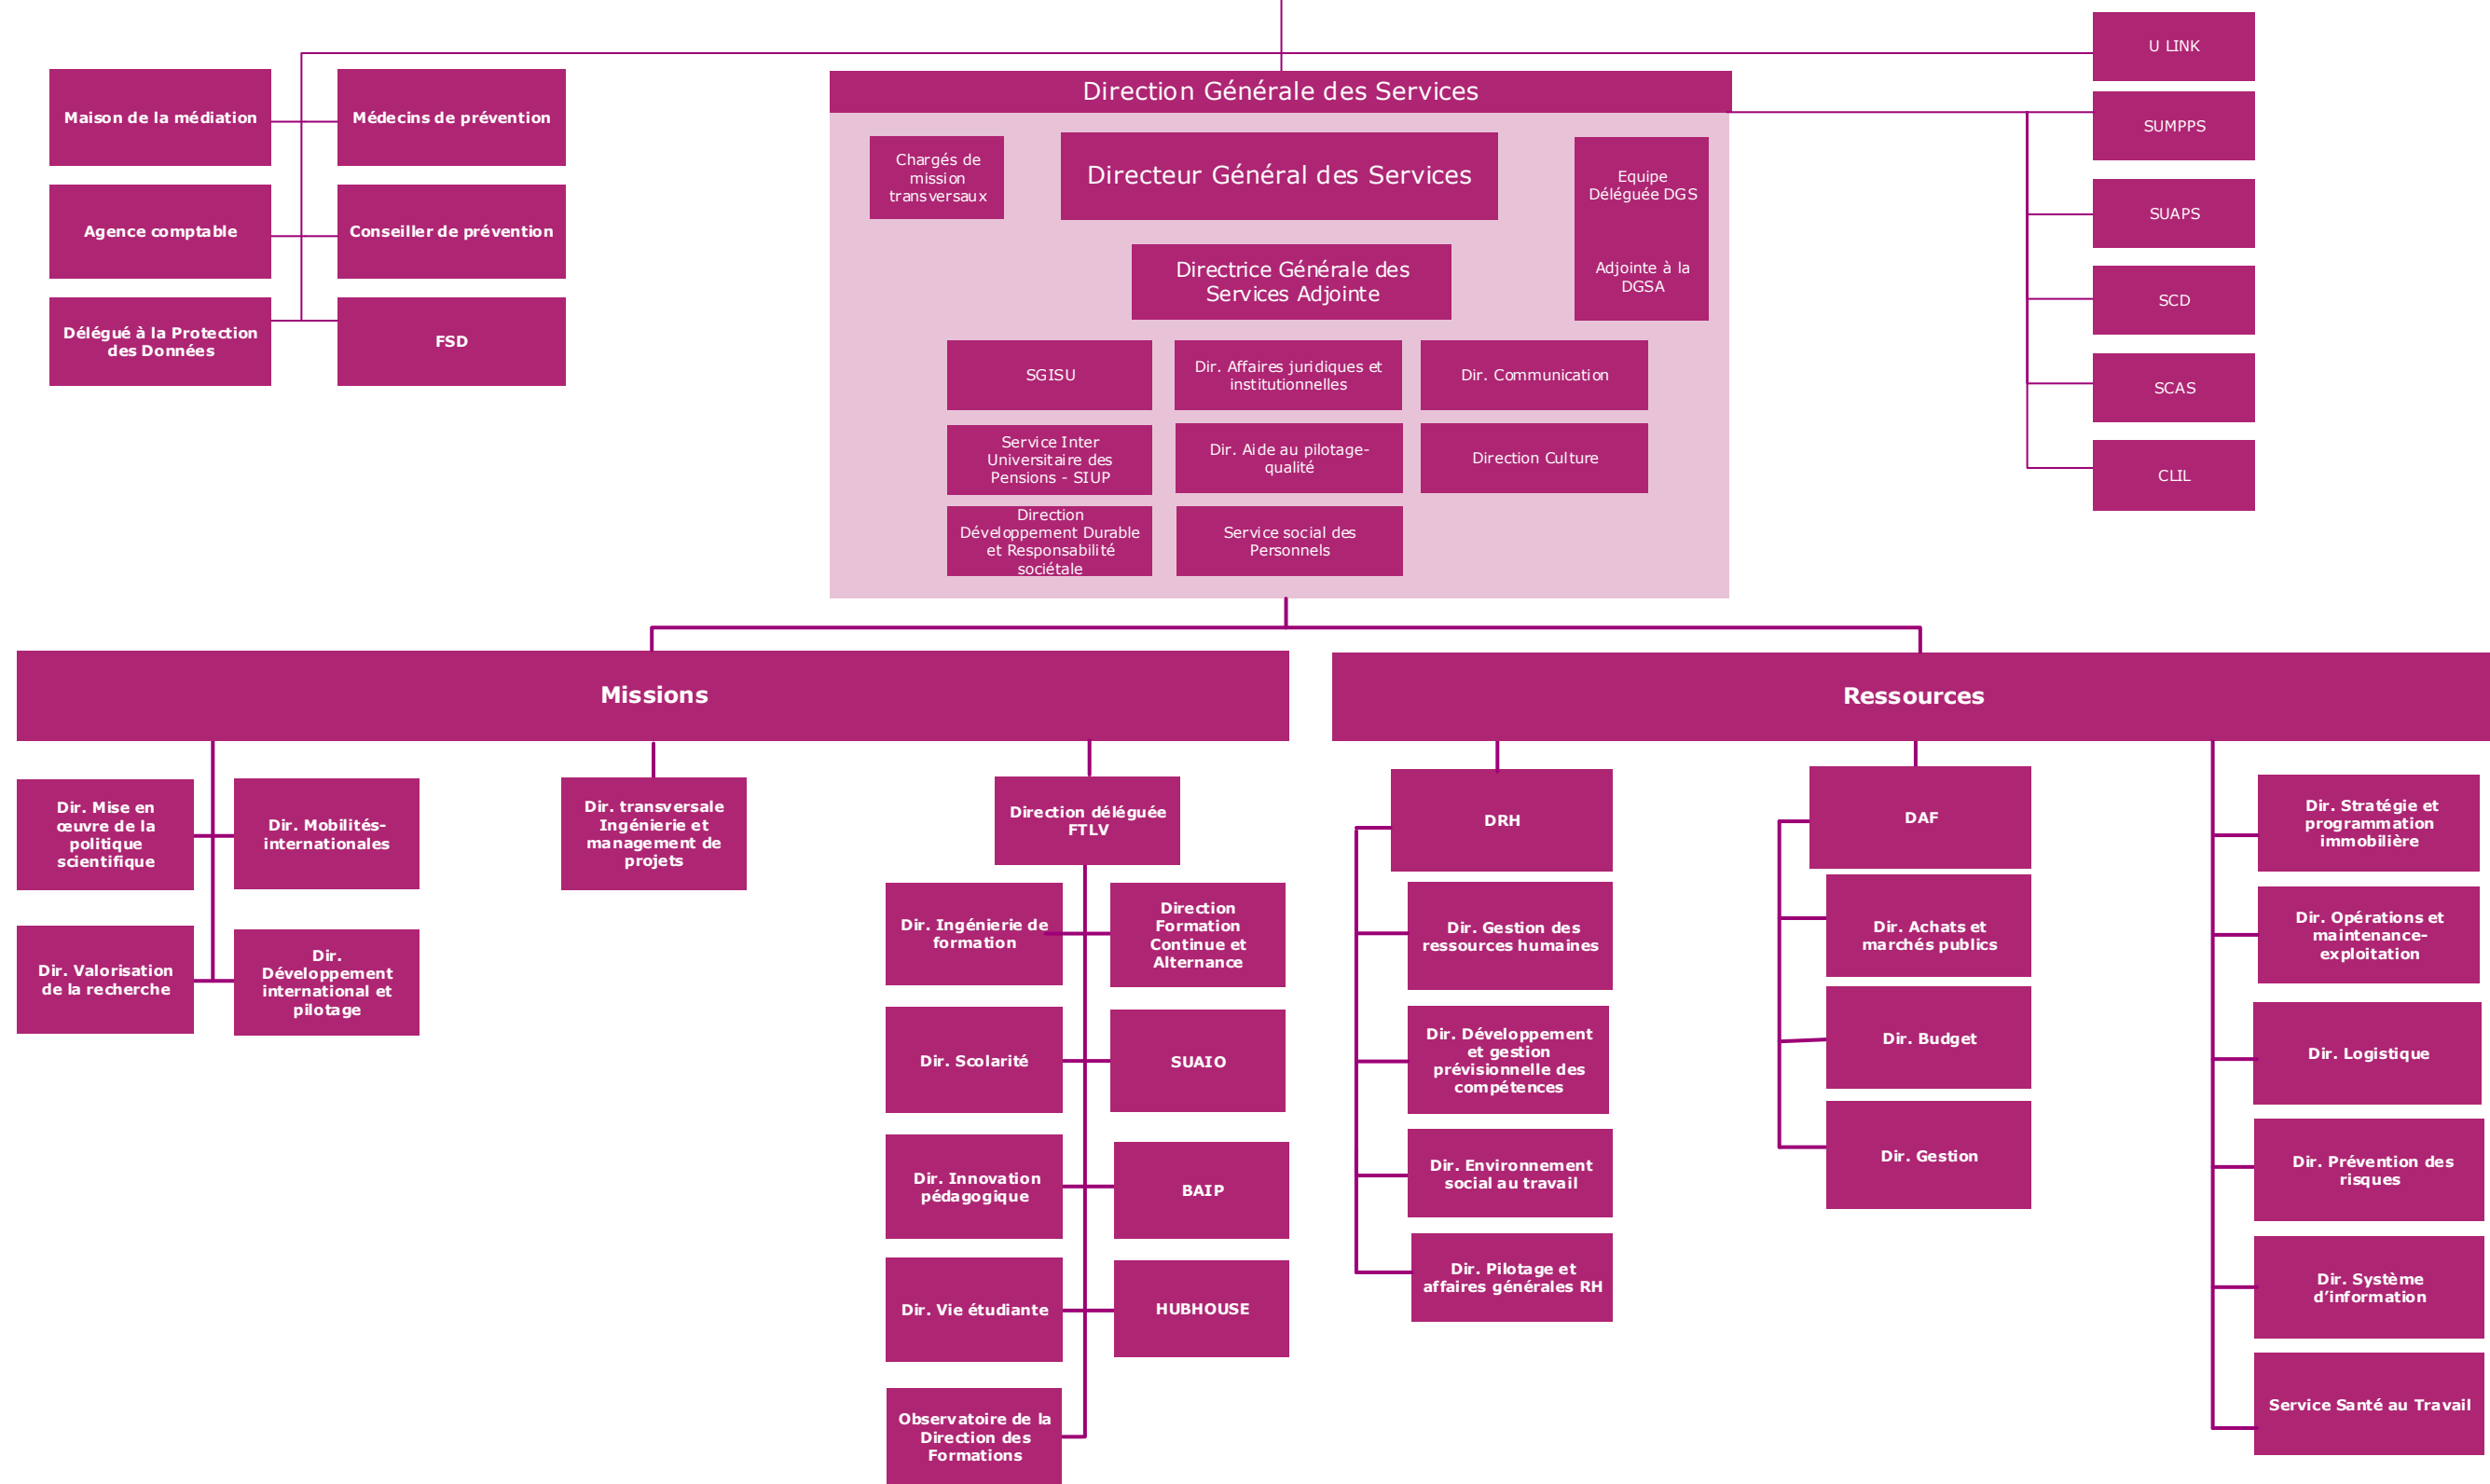 U LINK
Maison de la médiation
Médecins de prévention
Agence comptable
Conseiller de prévention
Délégué à la Protection
des Données
FSD
Direction Générale des Services
Chargés de
mission
transversaux
Directeur Général des Services
Equipe
Déléguée DGS
Adjointe à la
DGSA
Directrice Générale des
Services Adjointe
SGISU
Dir. Affaires juridiques et
institutionnelles
Dir. Communication
Service Inter
Universitaire des
Pensions - SIUP
Dir. Aide au pilotage-
qualité
Direction Culture
Direction
Développement Durable
et Responsabilité
sociétale
Service social des
Personnels
SUMPPS
SUAPS
SCD
SCAS
CLIL
Missions
Dir. Mise en
œuvre de la
politique
scientifique
Dir. Mobilités-
internationales
Dir. Valorisation
de la recherche
Dir.
Développement
international et
pilotage
Dir. transversale
Ingénierie et
management de
projets
Direction déléguée
FTLV
Dir. Ingénierie de
formation
Direction
Formation
Continue et
Alternance
Dir. Scolarité
SUAIO
Dir. Innovation
pédagogique
BAIP
Dir. Vie étudiante
HUBHOUSE
Observatoire de la
Direction des
Formations
Ressources
DRH
Dir. Gestion des
ressources humaines
Dir. Développement
et gestion
prévisionnelle des
compétences
Dir. Environnement
social au travail
Dir. Pilotage et
affaires générales RH
DAF
Dir. Achats et
marchés publics
Dir. Budget
Dir. Gestion
Dir. Stratégie et
programmation
immobilière
Dir. Opérations et
maintenance-
exploitation
Dir. Logistique
Dir. Prévention des
risques
Dir. Système
d’information
Service Santé au Travail